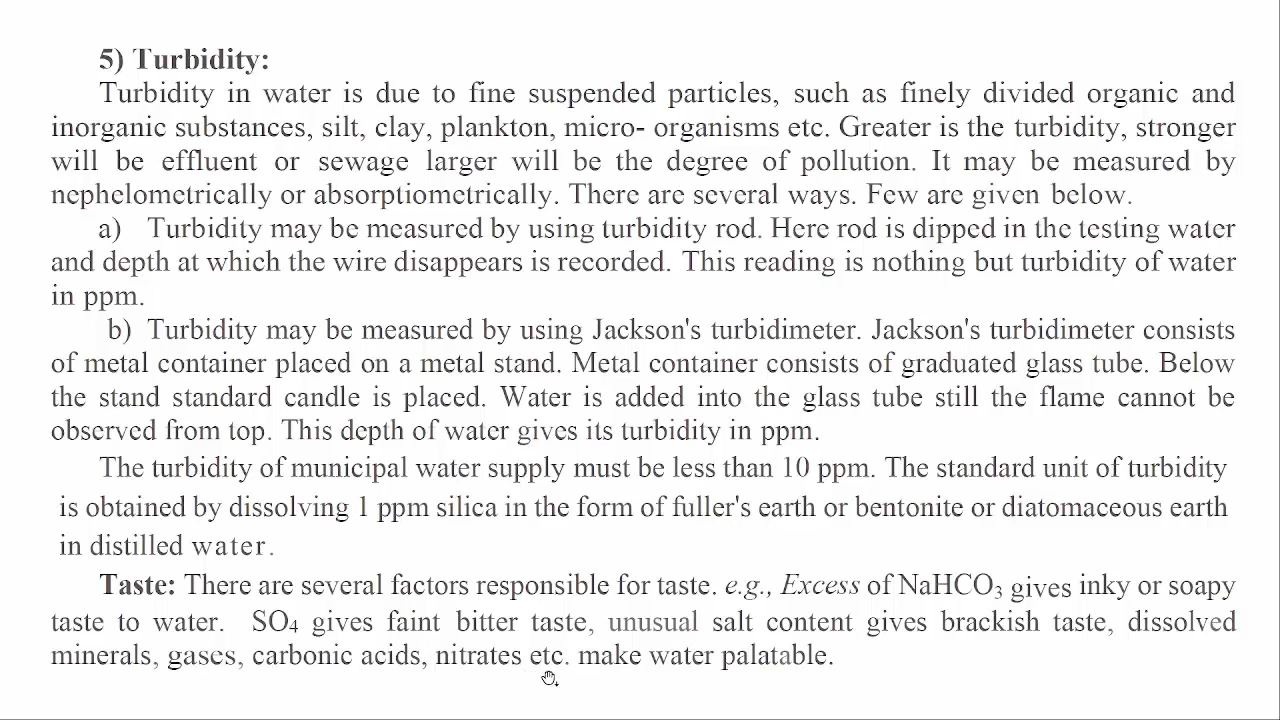 5) Turbidity:
Turbidity in water is due to fine suspended particles, such as finely divided organic and
inorganic substances, silt, clay, plankton, micro- organisms etc. Greater is the turbidity, stronger
will be effluent or sewage larger will be the degree of pollution. It may be measured by
nephelometrically or absorptiometrically. There are several ways. Few are given below.
a) Turbidity may be measured by using turbidity rod. Here rod is dipped in the testing water
and depth at which the wire disappears is recorded. This reading is nothing but turbidity of water
in ppm.
b) Turbidity may be measured by using Jackson's turbidimeter. Jackson's turbidimeter consists
of metal container placed on a metal stand. Metal container consists of graduated glass tube. Below
the stand standard candle is placed. Water is added into the glass tube still the flame cannot be
observed from top. This depth of water gives its turbidity in ppm.
The turbidity of municipal water supply must be less than 10 ppm. The standard unit of turbidity
is obtained by dissolving 1 ppm silica in the form of fuller's earth or bentonite or diatomaceous earth
in distilled water.
Taste: There are several factors responsible for taste. e.g., Excess of NaHCO₃ gives inky or soapy
taste to water. SO₄ gives faint bitter taste, unusual salt content gives brackish taste, dissolved
minerals, gases, carbonic acids, nitrates etc. make water palatable.